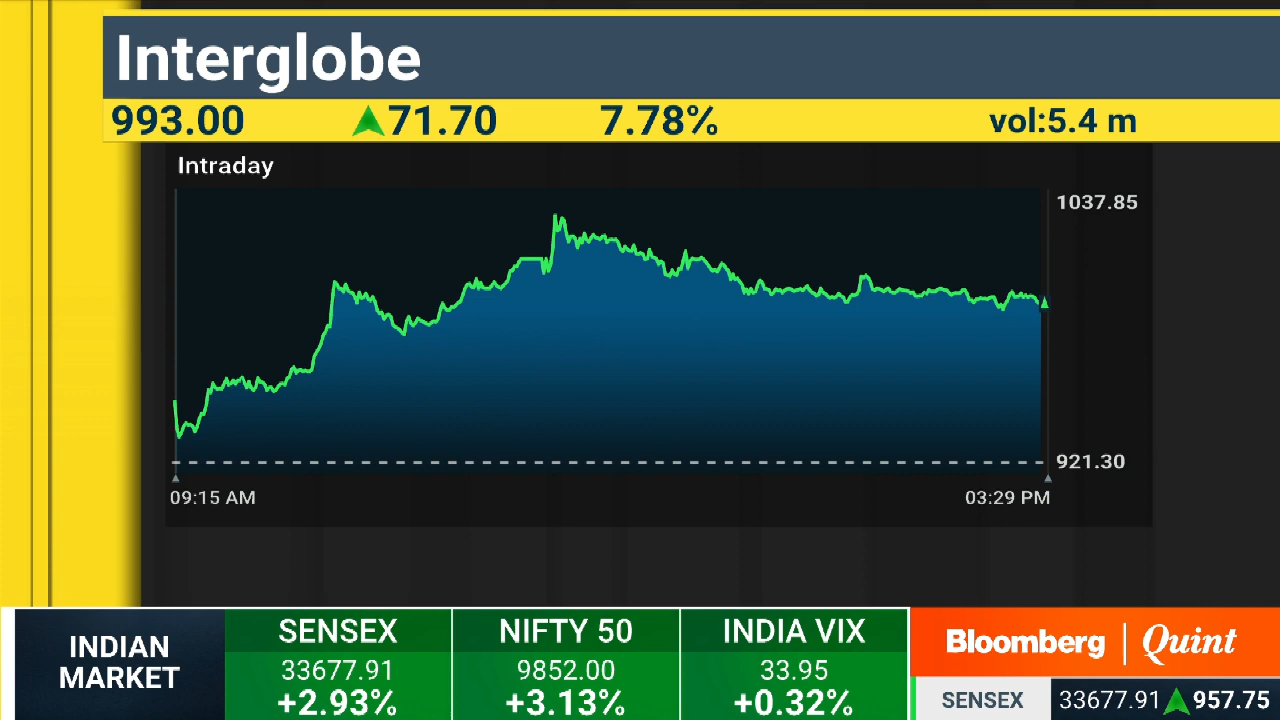 Interglobe
993.00 71.70 7.78% vol:5.4 m
Intraday
1037.85
921.30
09:15 AM 03:29 PM
INDIAN MARKET
SENSEX
33677.91
+2.93%
NIFTY 50
9852.00
+3.13%
INDIA VIX
33.95
+0.32%
Bloomberg | Quint
SENSEX 33677.91 957.75